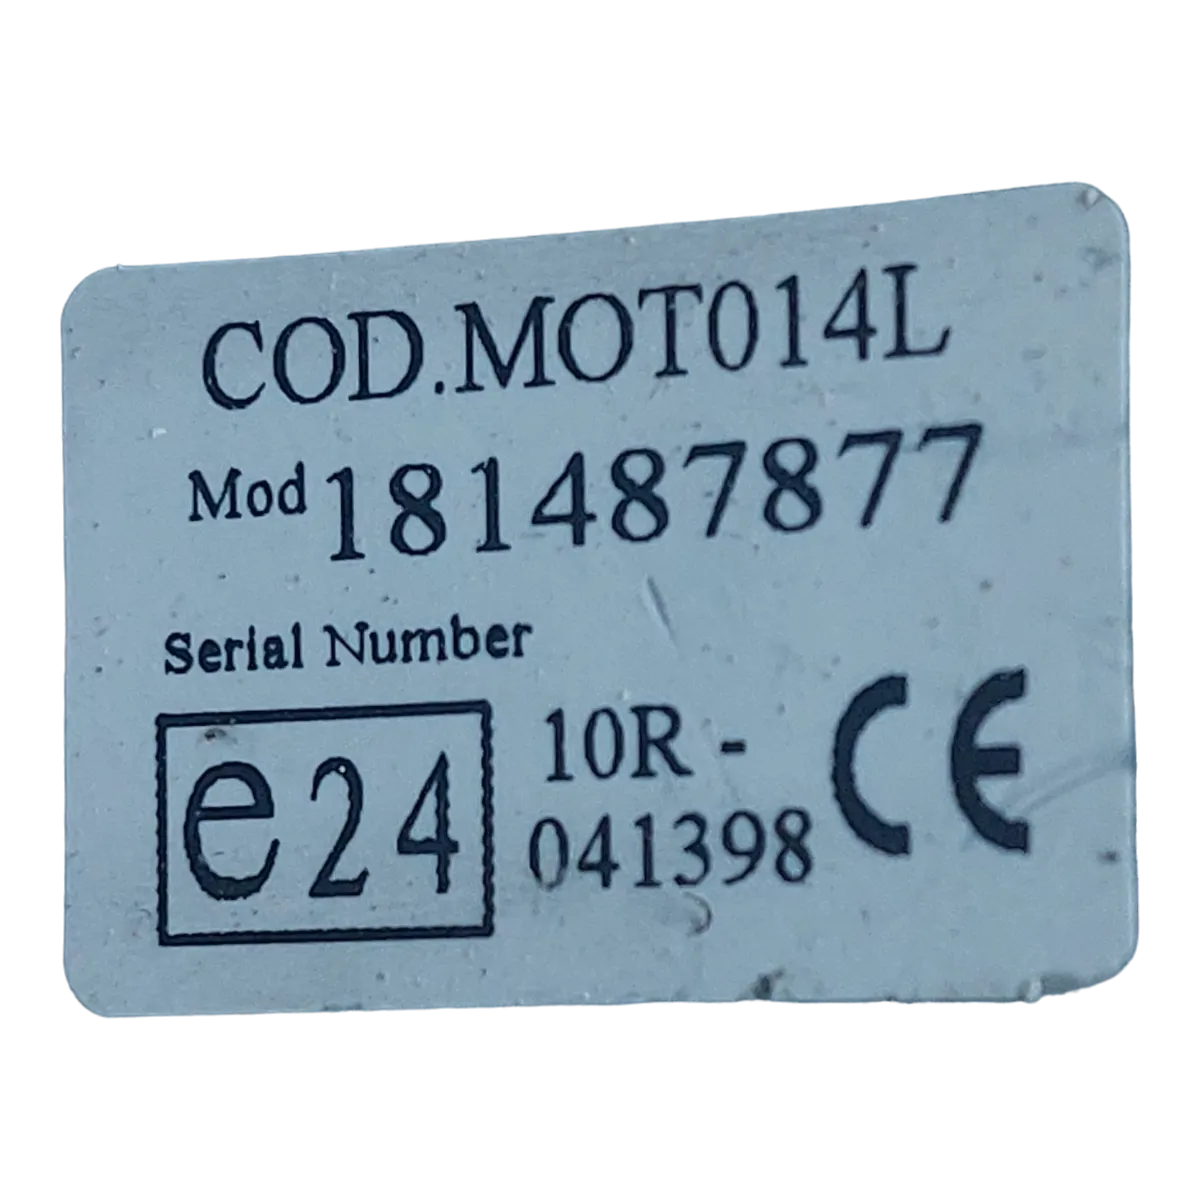 COD.MOT014L
Mod 181487877
Serial Number
e24 10R -
041398 CE